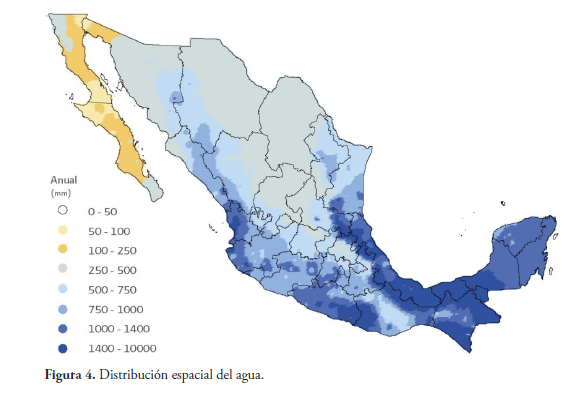 Anual
(mm)
0 - 50
50 - 100
100 - 250
250 - 500
500 - 750
750 - 1000
1000 - 1400
1400 - 10000
Figura 4. Distribución espacial del agua.